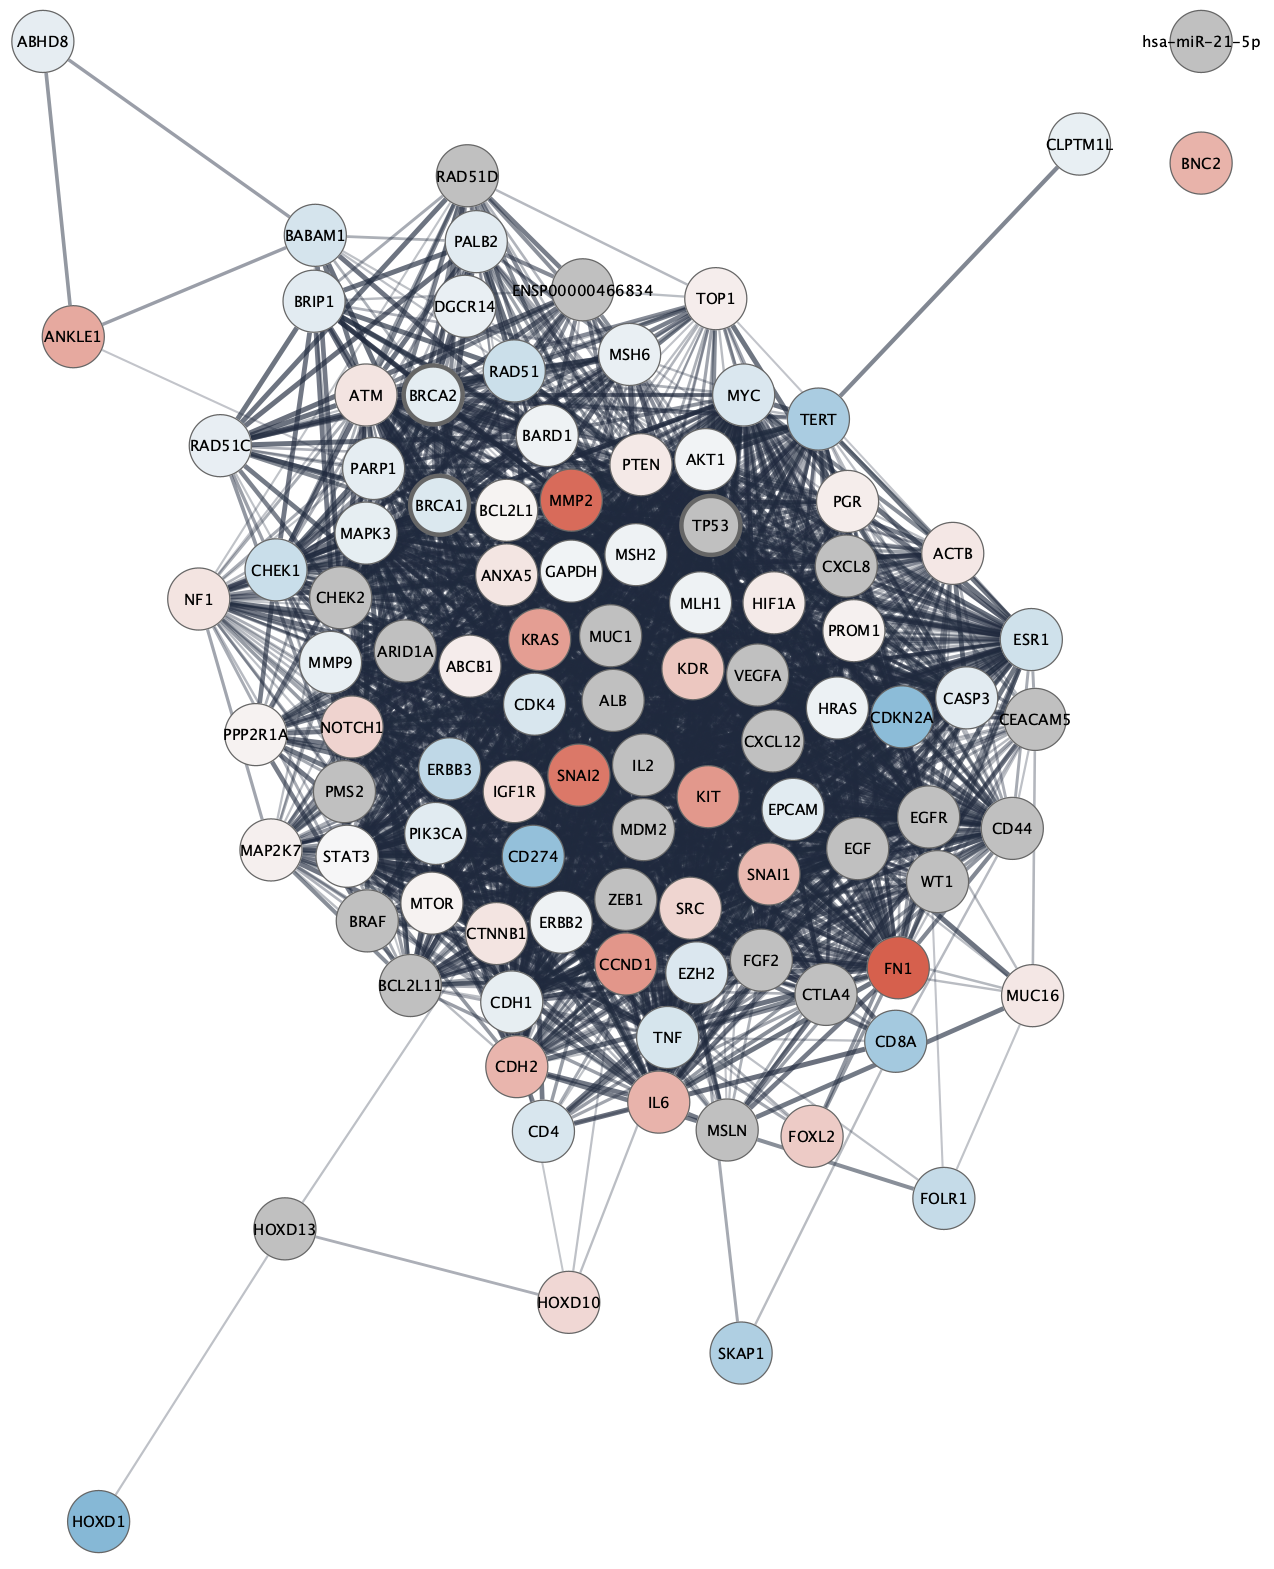 ABHD8
hsa-miR-21-5p
CLPTM1L
BNC2
RAD51D
BABAM1
PALB2
ENSP00000466834
BRIP1
DGCR14
TOP1
ANKLE1
MSH6
RAD51
ATM
BRCA2
MYC
TERT
BARD1
RAD51C
PARP1
PTEN
AKT1
MMP2
PGR
BRCA1
BCL2L1
TP53
MAPK3
MSH2
ACTB
CHEK1
ANXA5
GAPDH
CXCL8
NF1
CHEK2
MLH1
HIF1A
PROM1
KRAS
MUC1
ESR1
ARID1A
MMP9
ABCB1
KDR
VEGFA
CDK4
ALB
HRAS
CDKN2A
CASP3
CEACAM5
PPP2R1A
NOTCH1
CXCL12
ERBB3
SNAI2
IL2
PMS2
IGF1R
KIT
EPCAM
EGFR
PIK3CA
MDM2
CD44
MAP2K7
STAT3
CD274
EGF
SNAI1
WT1
BRAF
MTOR
ZEB1
SRC
CTNNB1
ERBB2
CCND1
EZH2
FGF2
FN1
BCL2L11
CDH1
CTLA4
MUC16
TNF
CD8A
CDH2
IL6
CD4
MSLN
FOXL2
FOLR1
HOXD13
HOXD10
SKAP1
HOXD1